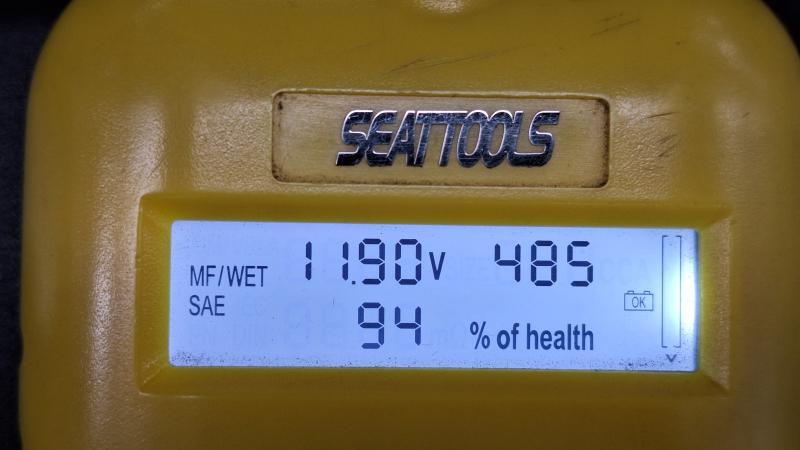 SEATTOOLS
MF/WET 11.90V 485
SAE
OK
94 % of health